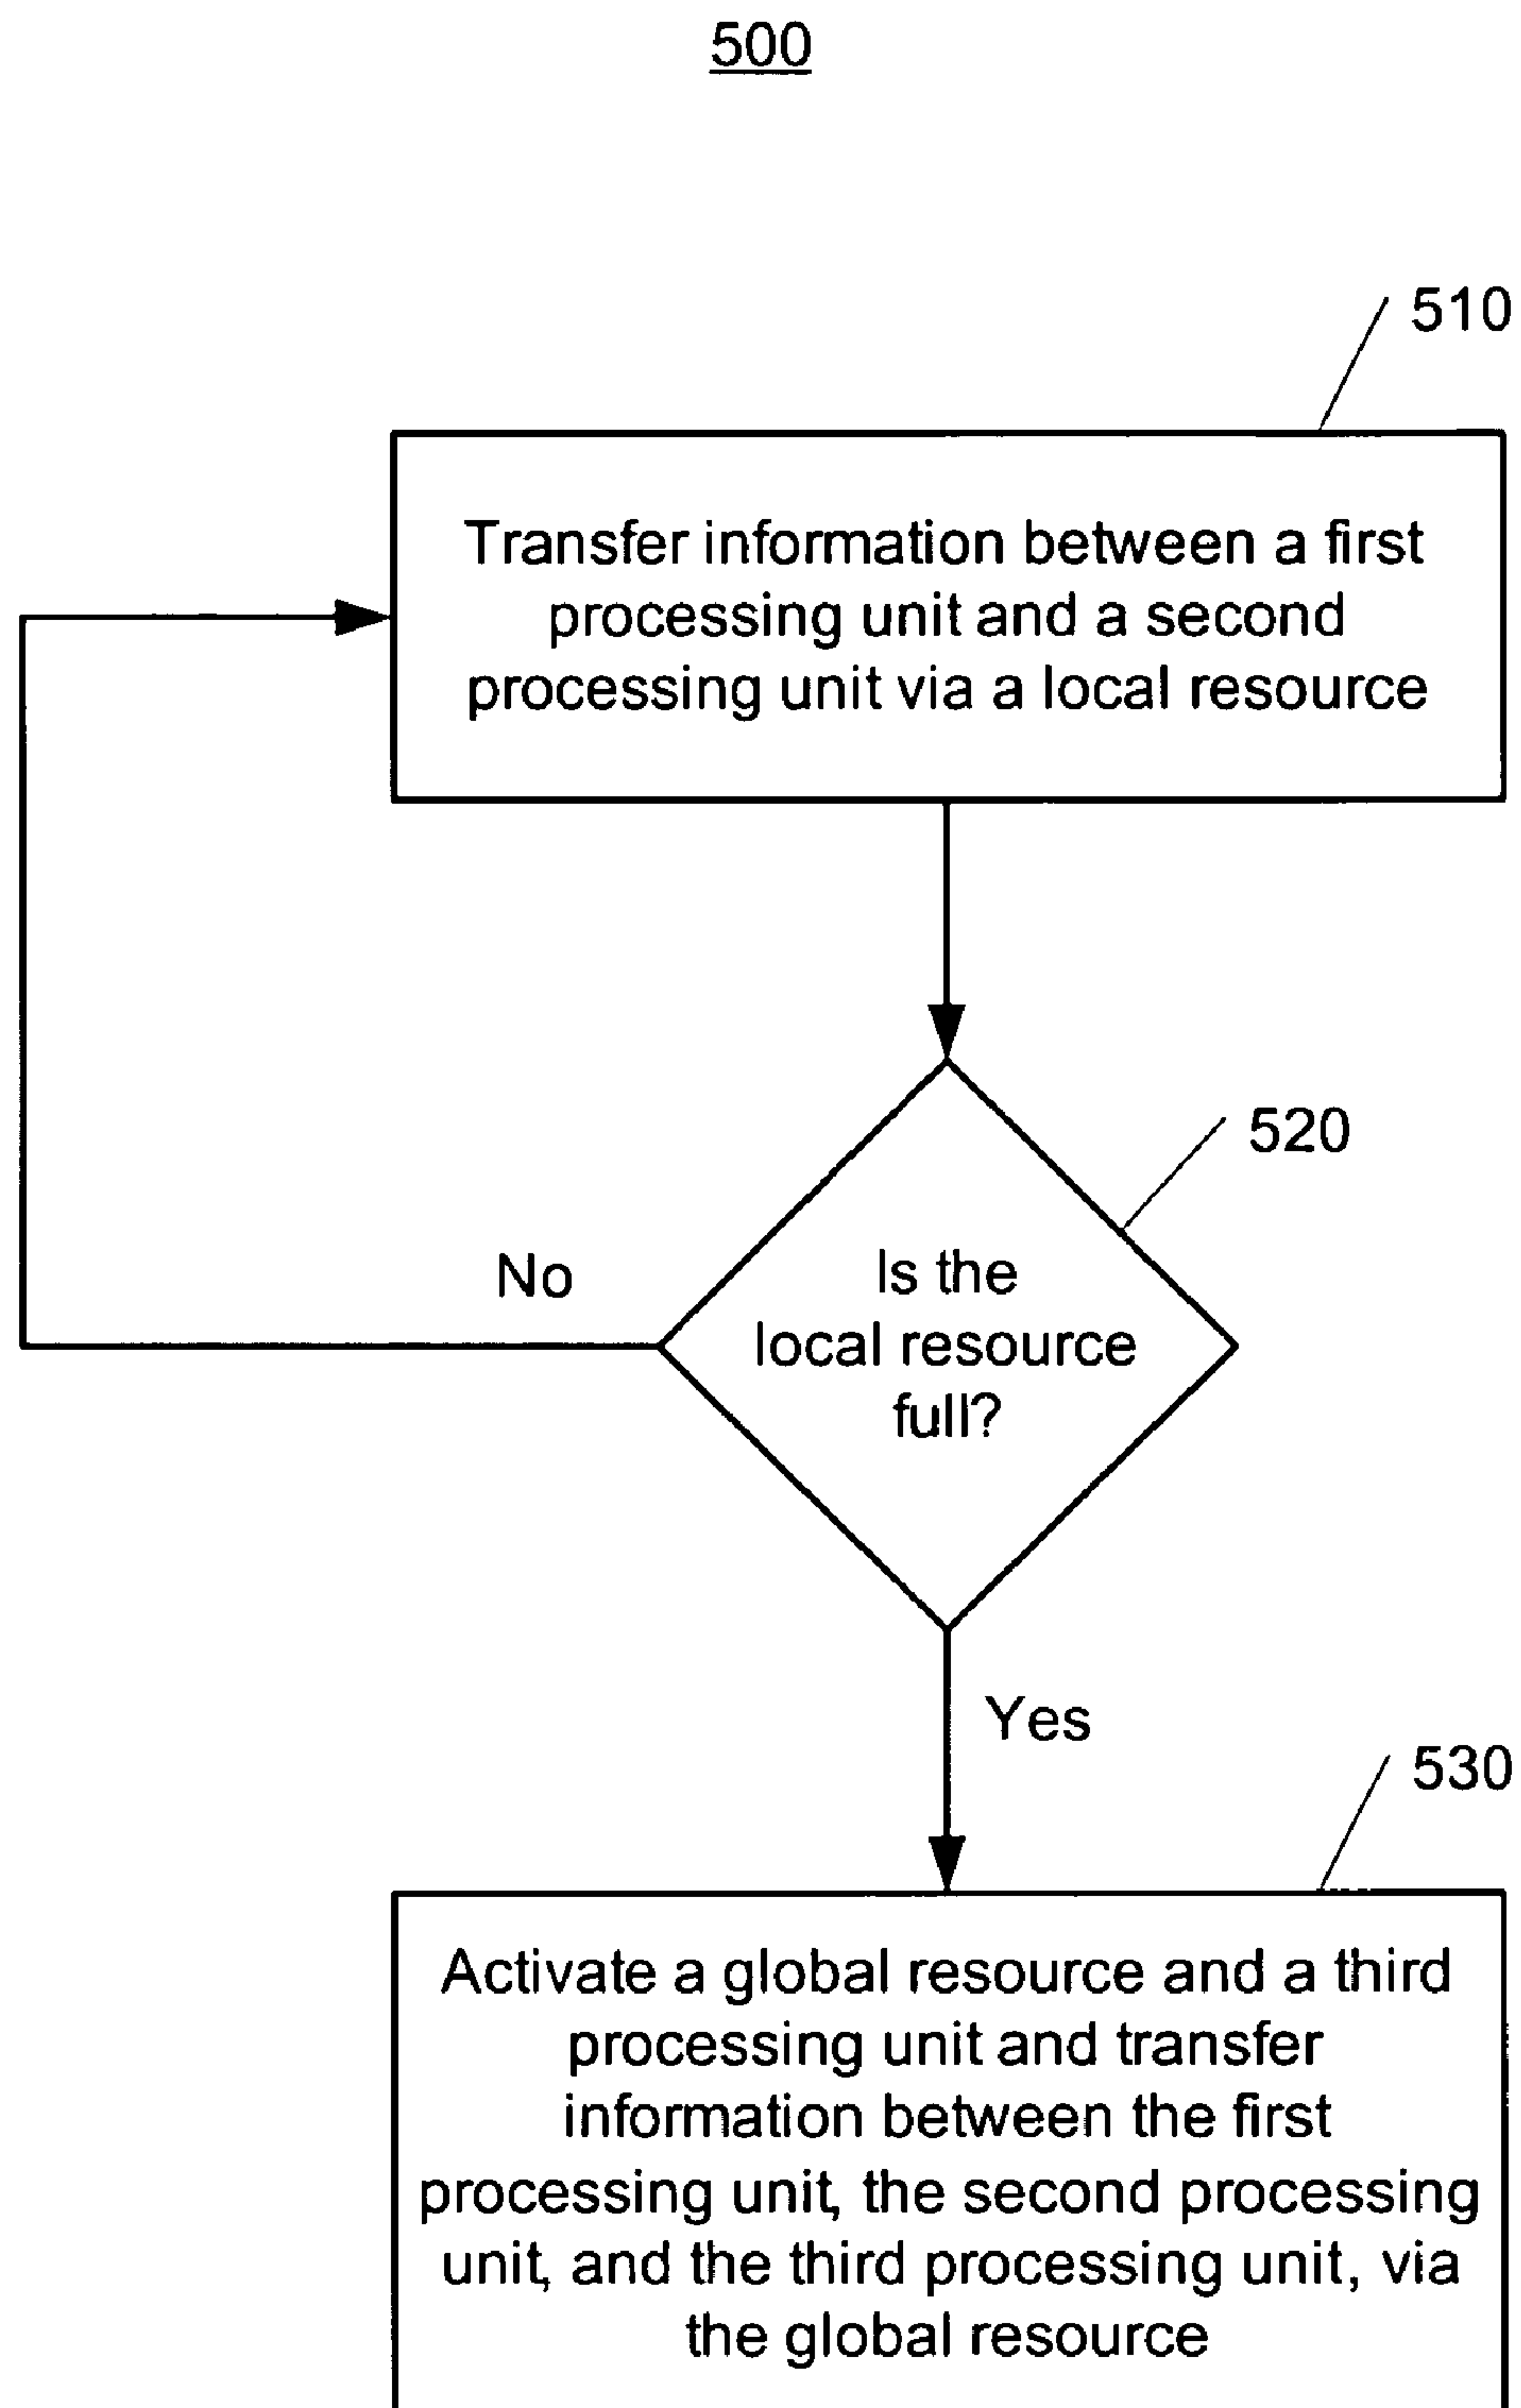 500
510
Transfer information between a first
processing unit and a second
processing unit via a local resource
520
Is the
local resource
full?
No
Yes
530
Activate a global resource and a third
processing unit and transfer
information between the first
processing unit, the second processing
unit, and the third processing unit, via
the global resource